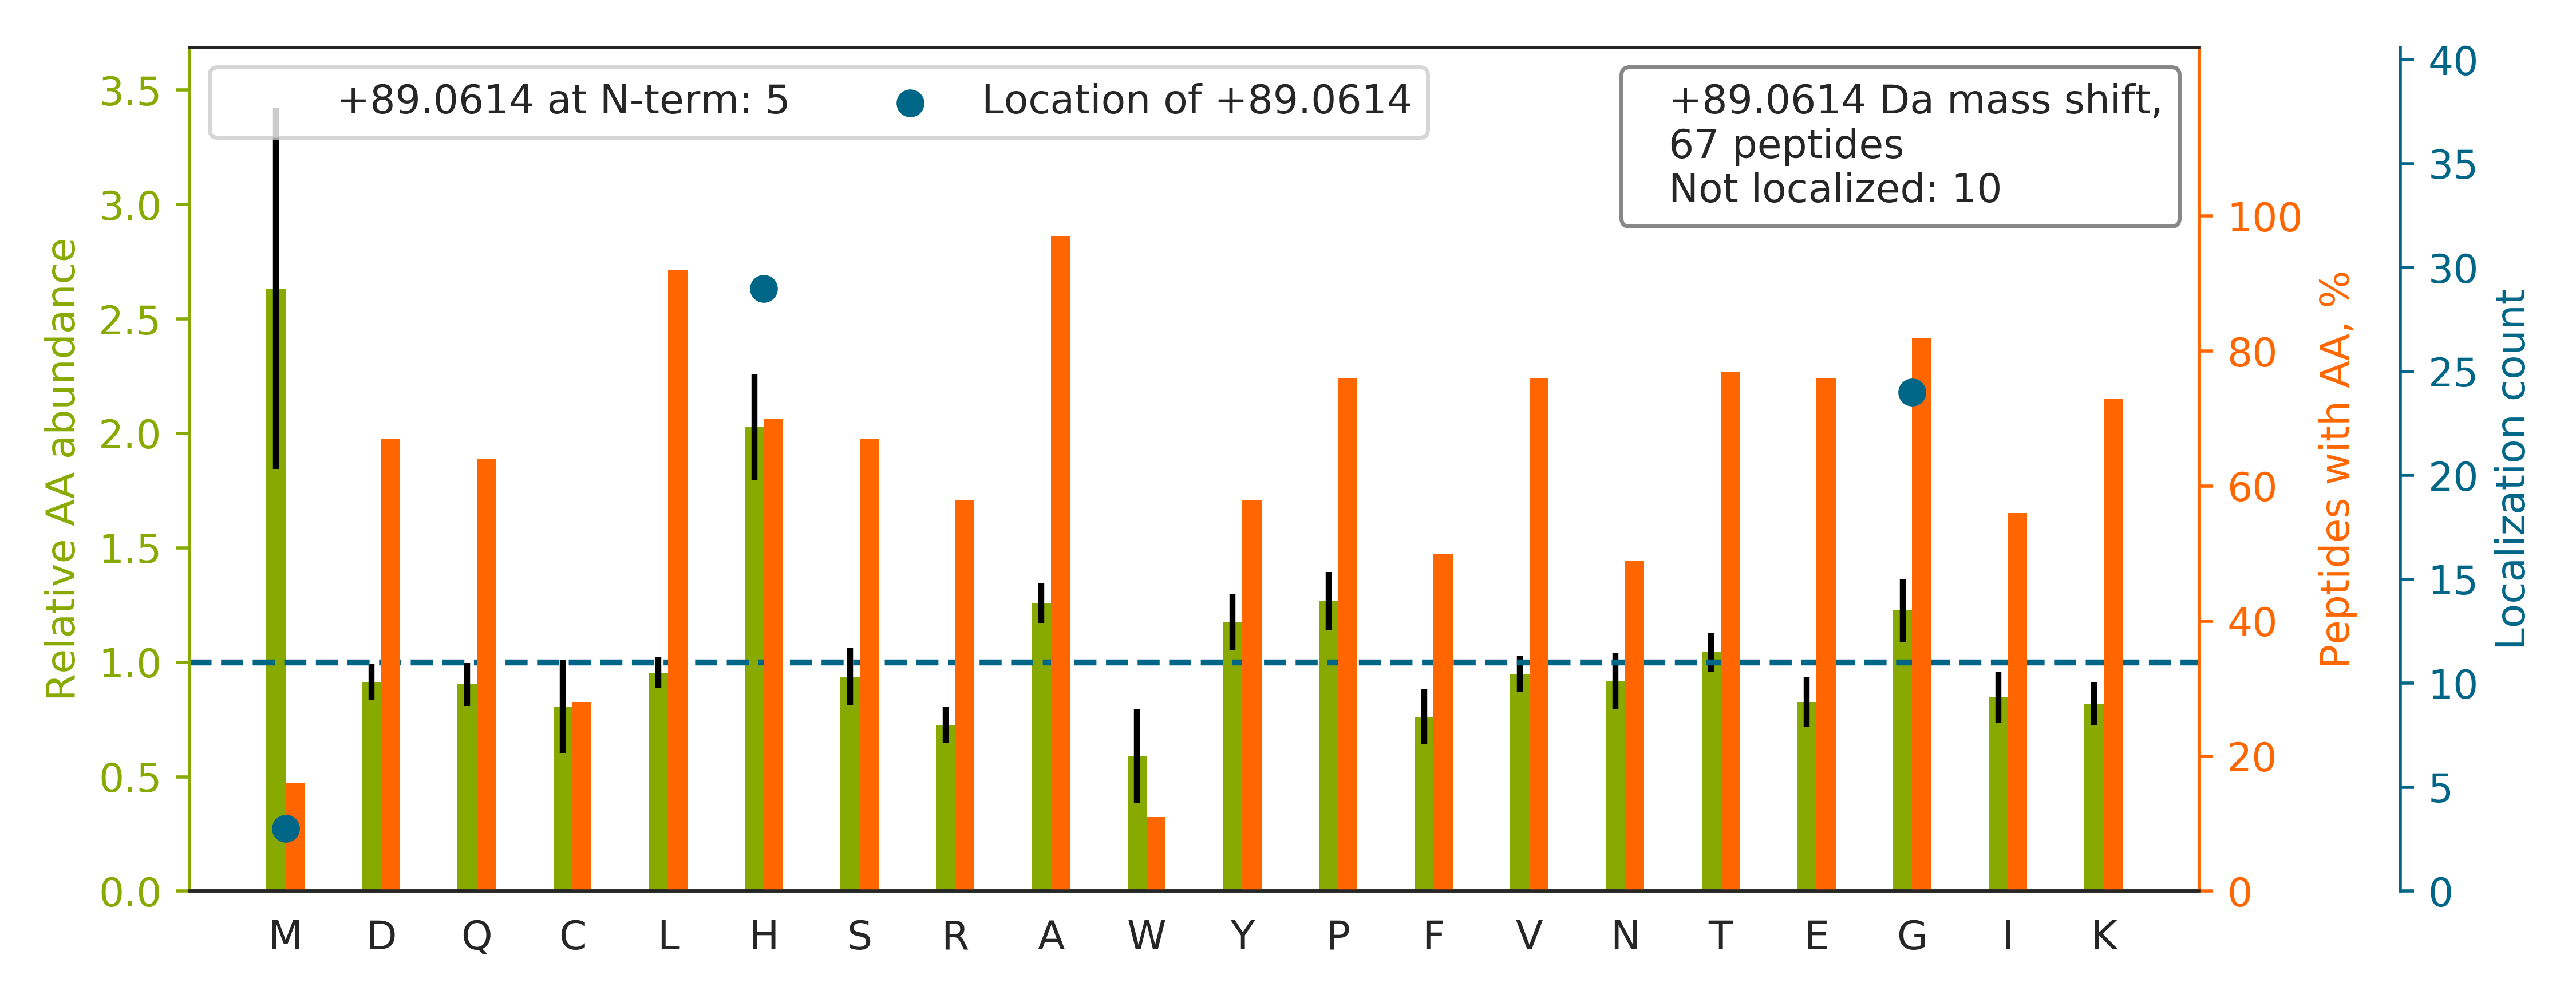 +89.0614 at N-term: 5
Location of +89.0614
+89.0614 Da mass shift,
67 peptides
Not localized: 10
Relative AA abundance
3.5
3.0
2.5
2.0
1.5
1.0
0.5
0.0
Peptides with AA, %
100
80
60
40
20
0
Localization count
40
35
30
25
20
15
10
5
0
M D Q C L H S R A W Y P F V N T E G I K